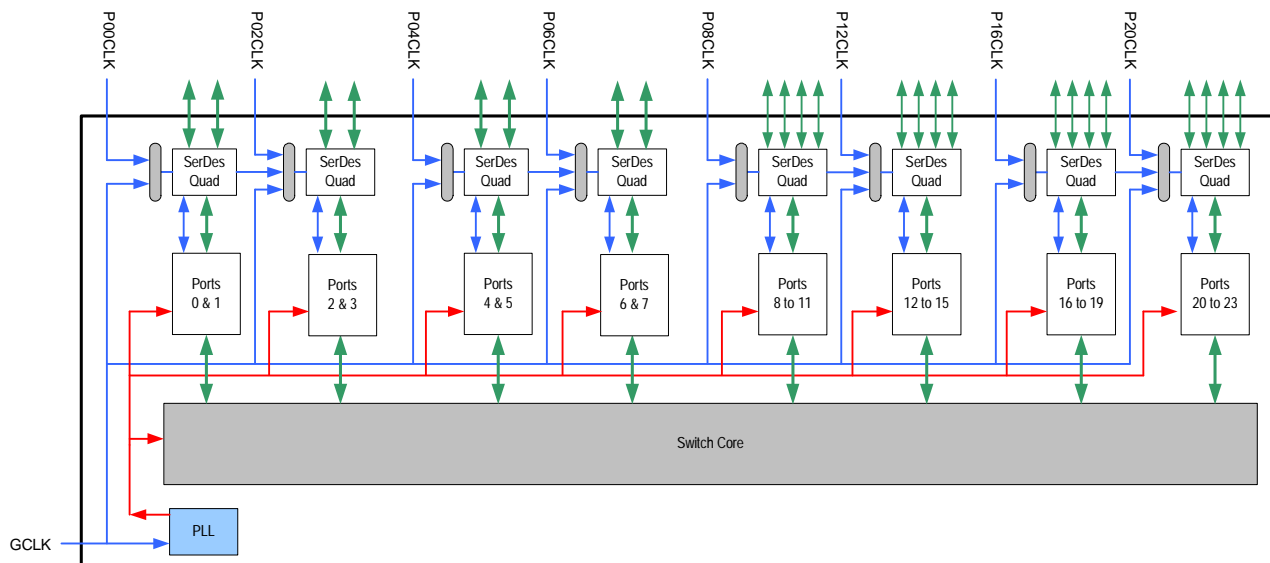 P00CLK
P02CLK
P04CLK
P06CLK
P08CLK
P12CLK
P16CLK
P20CLK
SerDes
Quad
SerDes
Quad
SerDes
Quad
SerDes
Quad
SerDes
Quad
SerDes
Quad
SerDes
Quad
SerDes
Quad
Ports
0 & 1
Ports
2 & 3
Ports
4 & 5
Ports
6 & 7
Ports
8 to 11
Ports
12 to 15
Ports
16 to 19
Ports
20 to 23
Switch Core
PLL
GCLK